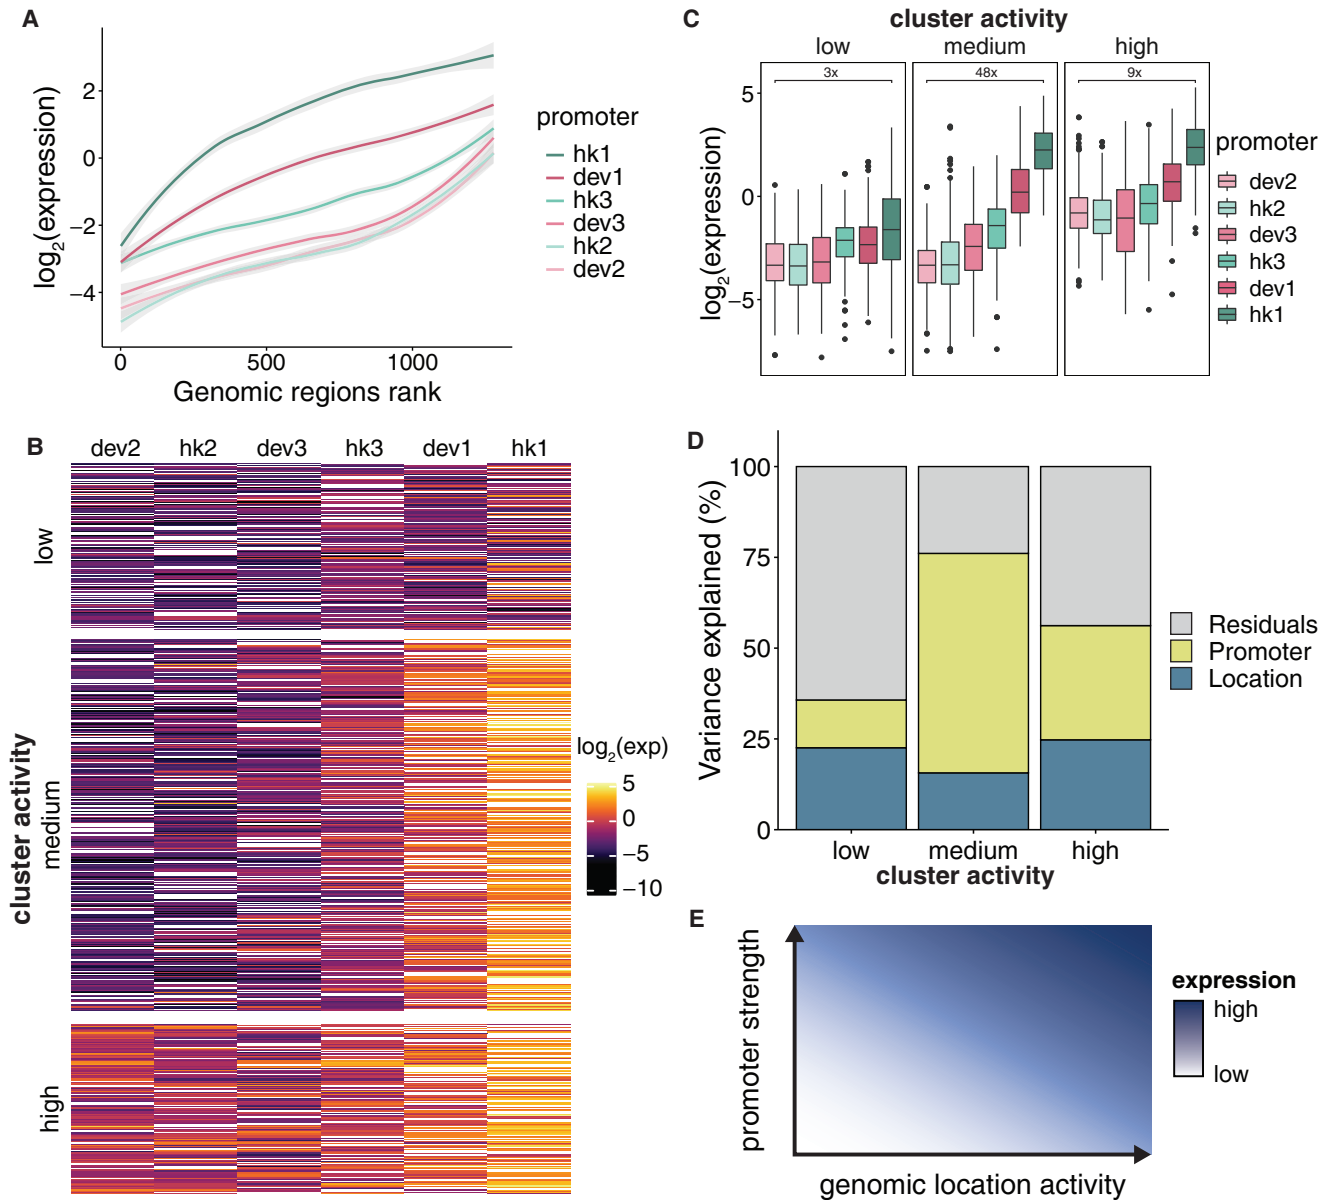 A
log2(expression)
2
0
−2
−4
0
500
1000
Genomic regions rank
promoter
hk1
dev1
hk3
dev3
hk2
dev2
C
cluster activity
low
medium
high
3x
48x
9x
log2(expression)
5
0
−5
promoter
dev2
hk2
dev3
hk3
dev1
hk1
B
dev2
hk2
dev3
hk3
dev1
hk1
cluster activity
low
medium
high
log2(exp)
5
0
−5
−10
D
Variance explained (%)
100
75
50
25
0
low
medium
high
cluster activity
Residuals
Promoter
Location
E
promoter strength
genomic location activity
expression
high
low